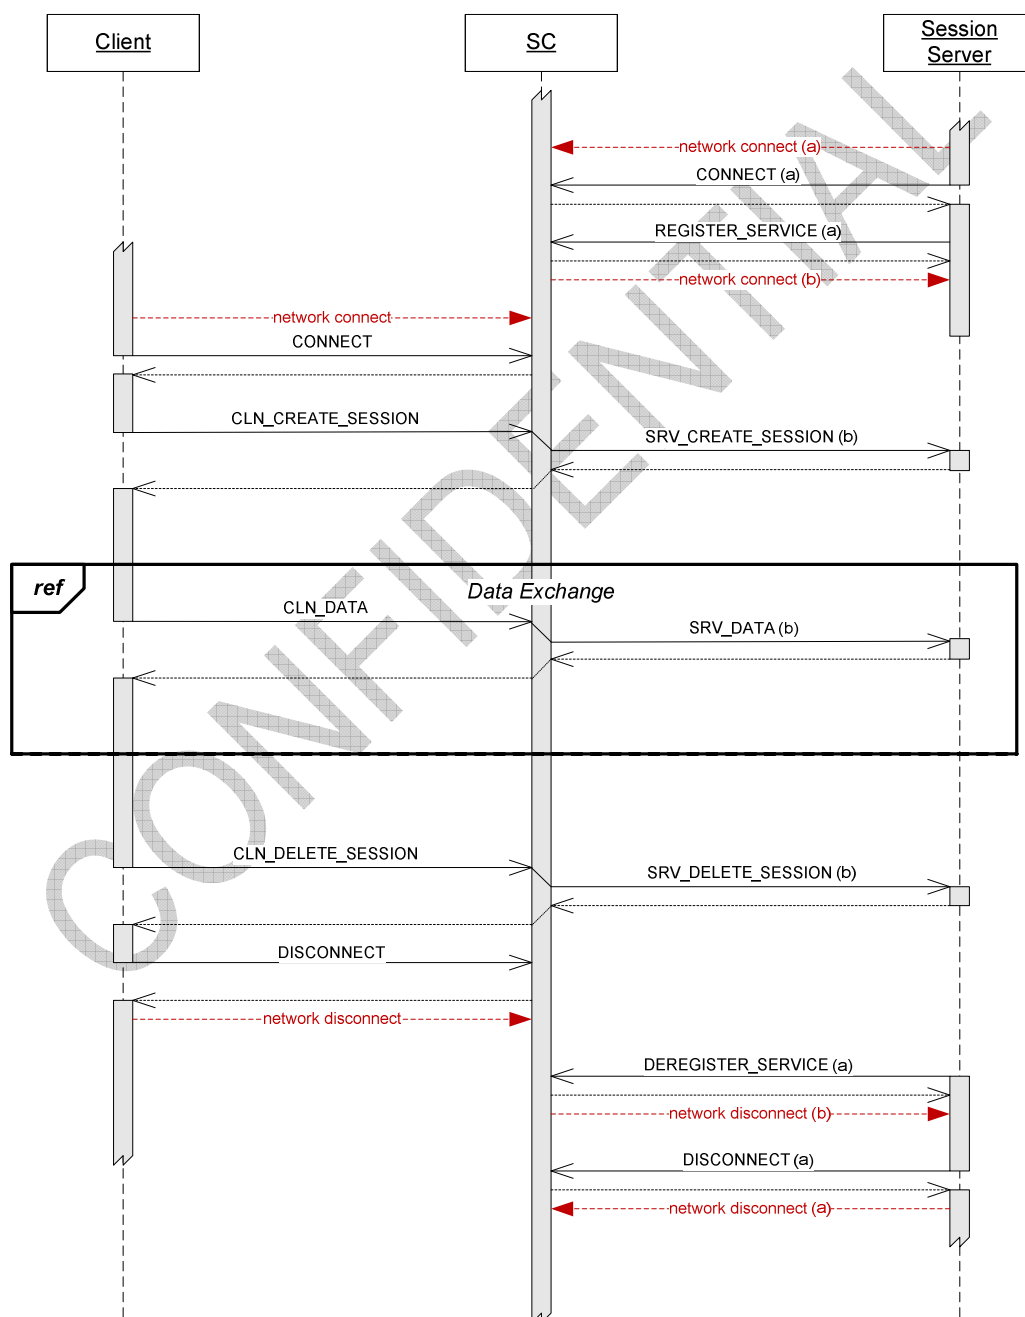 Client
SC
Session
Server
network connect (a)
CONNECT (a)
REGISTER_SERVICE (a)
network connect (b)
network connect
CONNECT
CLN_CREATE_SESSION
SRV_CREATE_SESSION (b)
ref
Data Exchange
CLN_DATA
SRV_DATA (b)
CLN_DELETE_SESSION
SRV_DELETE_SESSION (b)
DISCONNECT
network disconnect
DEREGISTER_SERVICE (a)
network disconnect (b)
DISCONNECT (a)
network disconnect (a)
CONFIDENTIAL